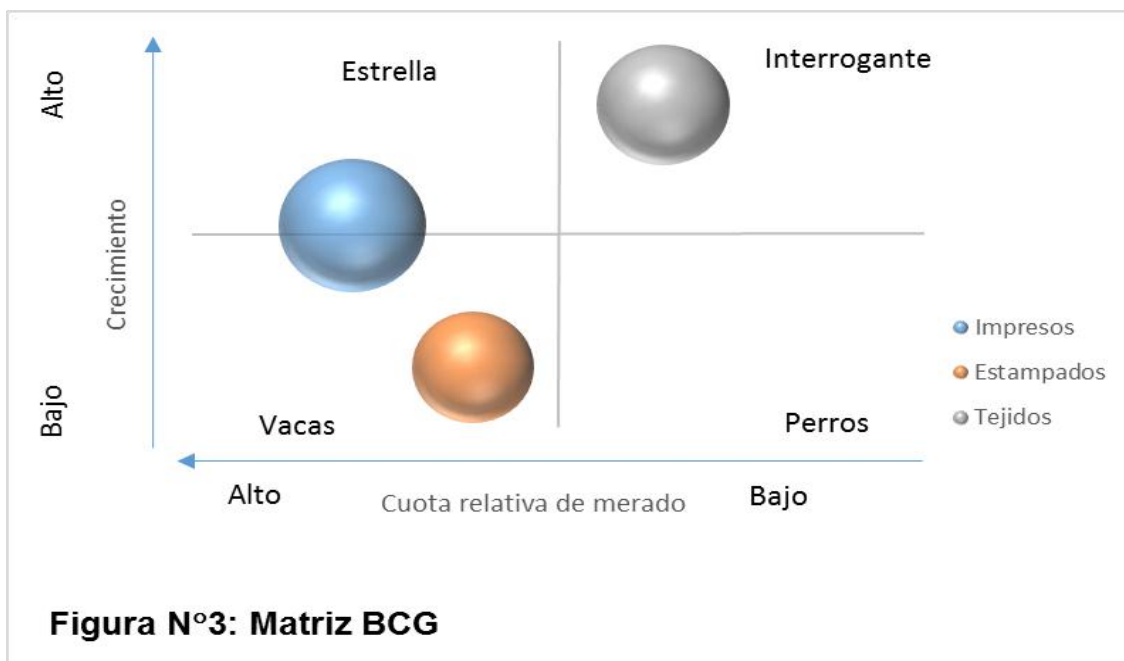 Alto
Estrella
Interrogante
Crecimiento
Impresos
Estampados
Tejidos
Bajo
Vacas
Perros
Alto
Cuota relativa de merado
Bajo
Figura N°3: Matriz BCG